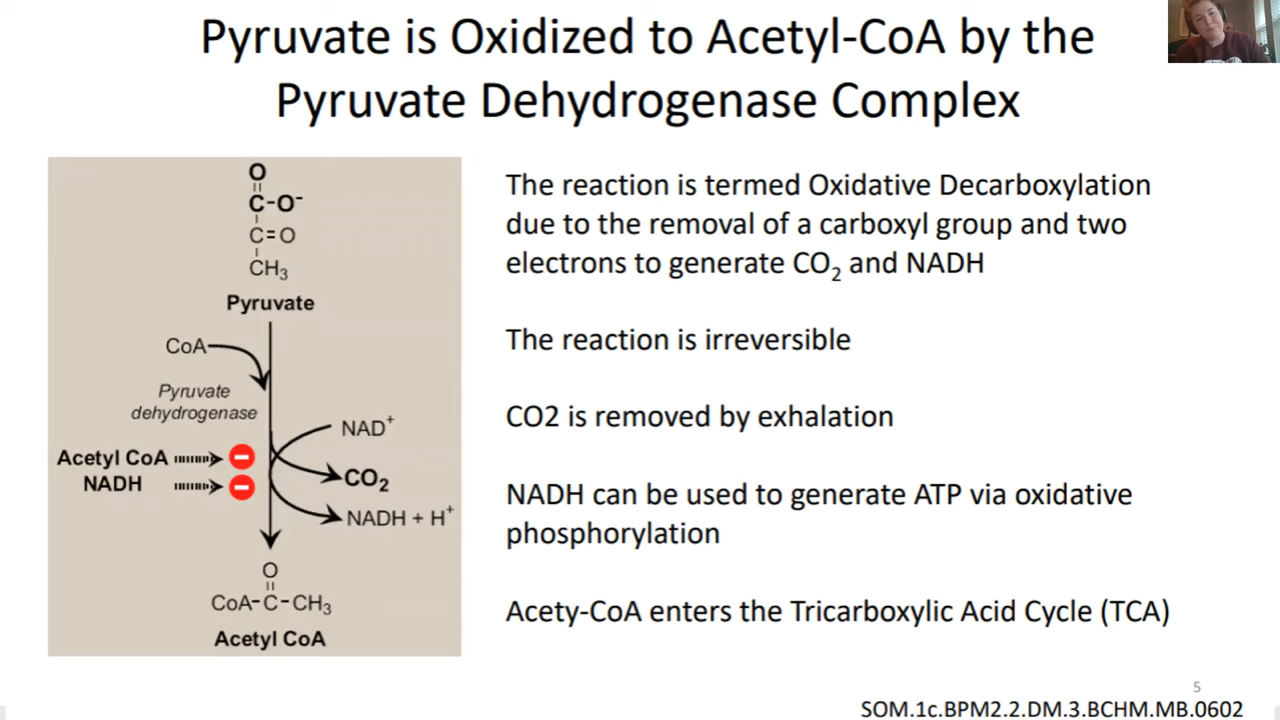 Pyruvate is Oxidized to Acetyl-CoA by the
Pyruvate Dehydrogenase Complex
O
C-O⁻
C=O
CH₃
Pyruvate
CoA
Pyruvate
dehydrogenase
NAD⁺
Acetyl CoA
NADH
CO₂
NADH + H⁺
O
CoA-C-CH₃
Acetyl CoA
The reaction is termed Oxidative Decarboxylation
due to the removal of a carboxyl group and two
electrons to generate CO₂ and NADH
The reaction is irreversible
CO2 is removed by exhalation
NADH can be used to generate ATP via oxidative
phosphorylation
Acety-CoA enters the Tricarboxylic Acid Cycle (TCA)
5
SOM.1c.BPM2.2.DM.3.BCHM.MB.0602